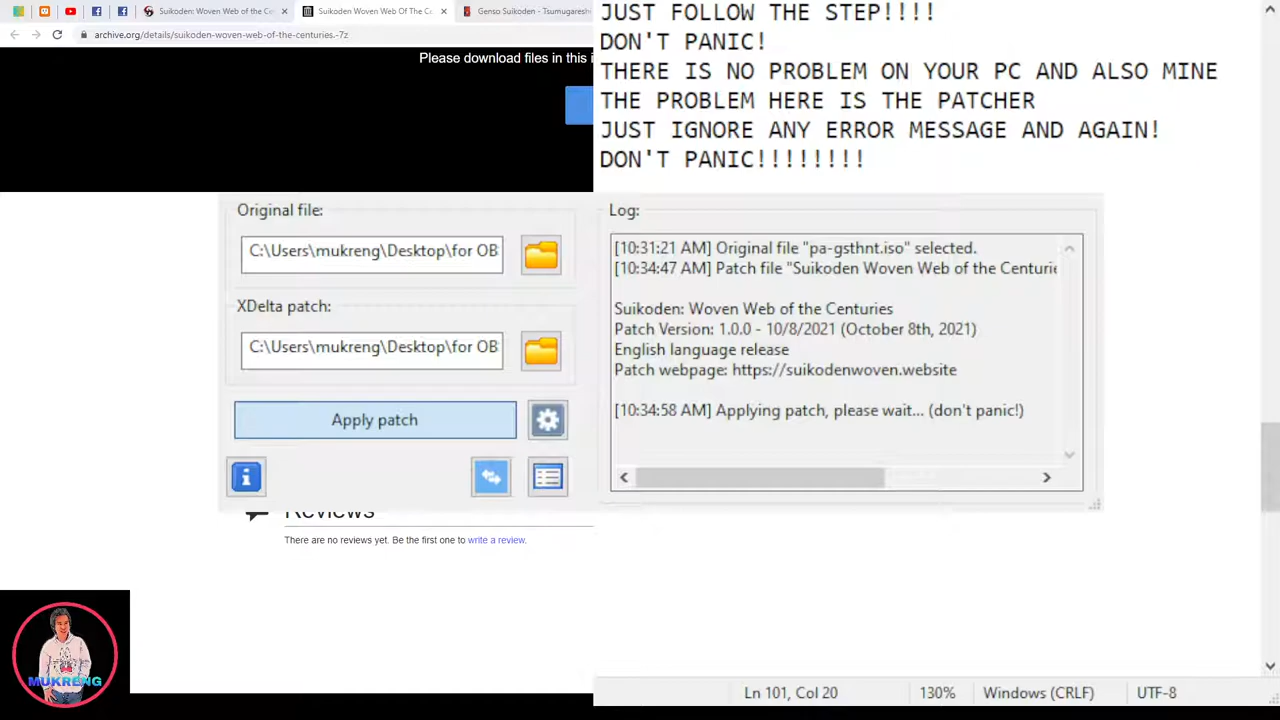 Suikoden: Woven Web of the Ce
Suikoden Woven Web Of The Ce
Genso Suikoden - Tsumugaresh
archive.org/details/suikoden-woven-web-of-the-centuries.-7z
Please download files in this i
JUST FOLLOW THE STEP!!!!
DON'T PANIC!
THERE IS NO PROBLEM ON YOUR PC AND ALSO MINE
THE PROBLEM HERE IS THE PATCHER
JUST IGNORE ANY ERROR MESSAGE AND AGAIN!
DON'T PANIC!!!!!!!!
Original file:
C:\Users\mukreng\Desktop\for OB
XDelta patch:
C:\Users\mukreng\Desktop\for OB
Apply patch
Log:
[10:31:21 AM] Original file "pa-gsthnt.iso" selected.
[10:34:47 AM] Patch file "Suikoden Woven Web of the Centurie
Suikoden: Woven Web of the Centuries
Patch Version: 1.0.0 - 10/8/2021 (October 8th, 2021)
English language release
Patch webpage: https://suikodenwoven.website
[10:34:58 AM] Applying patch, please wait... (don't panic!)
Reviews
There are no reviews yet. Be the first one to write a review.
MUKRENG
Ln 101, Col 20
130%
Windows (CRLF)
UTF-8